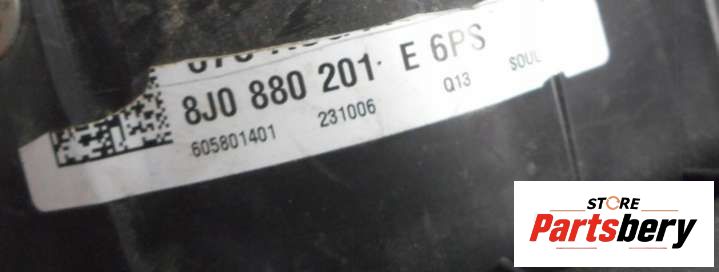 8J0 880 201 E 6PS
605801401 231006 Q13 SOUL
STORE
Partsbery